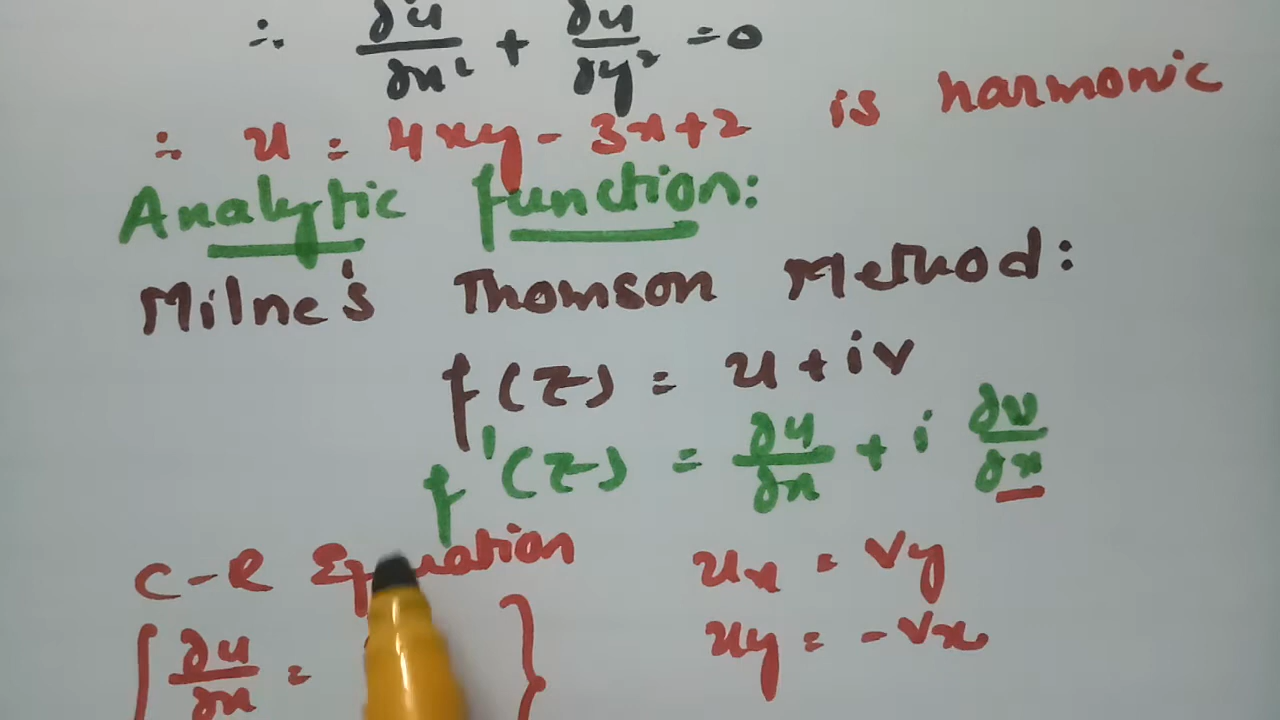 ∴ ∂²u/∂x² + ∂²u/∂y² = 0
∴ u = 4xy - 3x + 2 is harmonic
Analytic function:
Milne's Thomson Method:
f(z) = u + iv
f'(z) = ∂u/∂x + i ∂v/∂x
C-R Equation
ux = vy
uy = -vx
[ ∂u/∂x = }